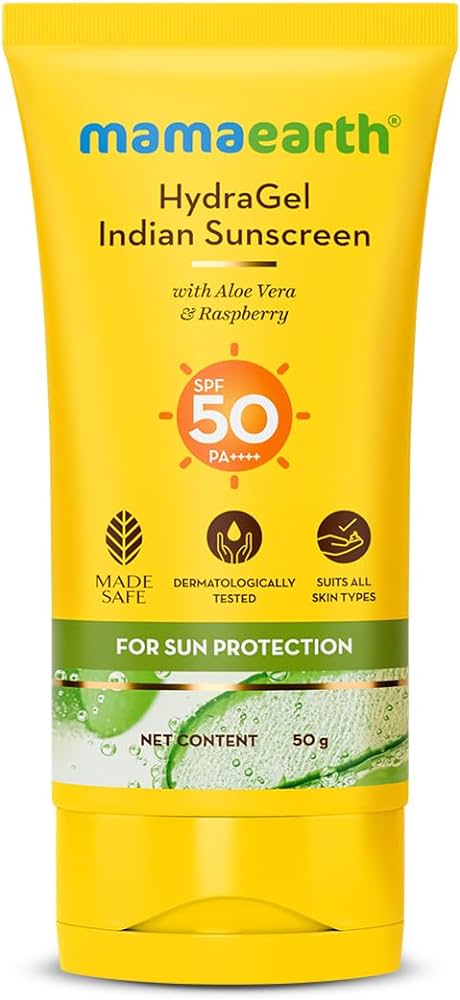 mamaearth®
HydraGel
Indian Sunscreen
with Aloe Vera
& Raspberry
SPF
50
PA++++
MADE
SAFE
DERMATOLOGICALLY
TESTED
SUITS ALL
SKIN TYPES
FOR SUN PROTECTION
NET CONTENT 50 g